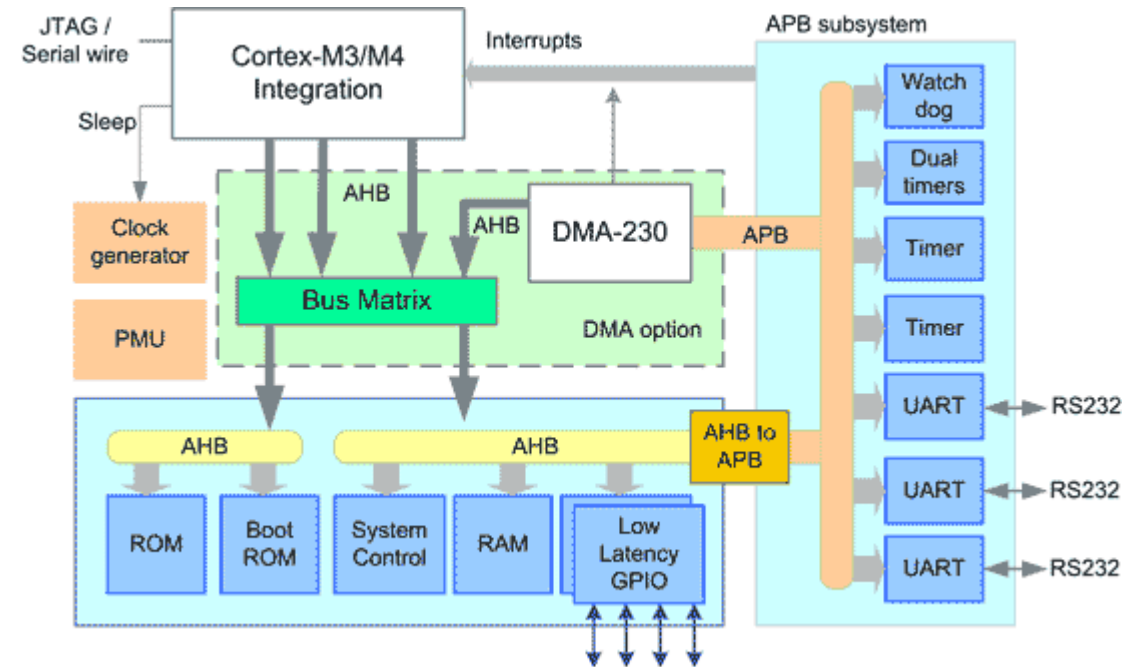 JTAG /
Serial wire
Cortex-M3/M4
Integration
Interrupts
APB subsystem
Sleep
Watch
dog
Dual
timers
AHB
AHB
DMA-230
APB
Clock
generator
Timer
Bus Matrix
DMA option
PMU
Timer
UART
RS232
AHB
AHB
AHB to
APB
UART
RS232
ROM
Boot
ROM
System
Control
RAM
Low
Latency
GPIO
UART
RS232